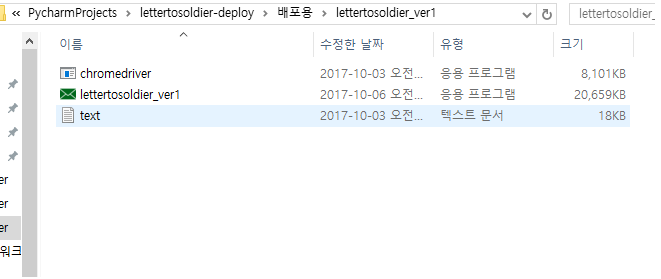 « PycharmProjects > lettertosoldier-deploy > 배포용 > lettertosoldier_ver1 lettertosoldier_
이름 수정한 날짜 유형 크기
chromedriver 2017-10-03 오전... 응용 프로그램 8,101KB
lettertosoldier_ver1 2017-10-06 오전... 응용 프로그램 20,659KB
text 2017-10-03 오전... 텍스트 문서 18KB
er
er
er
워크